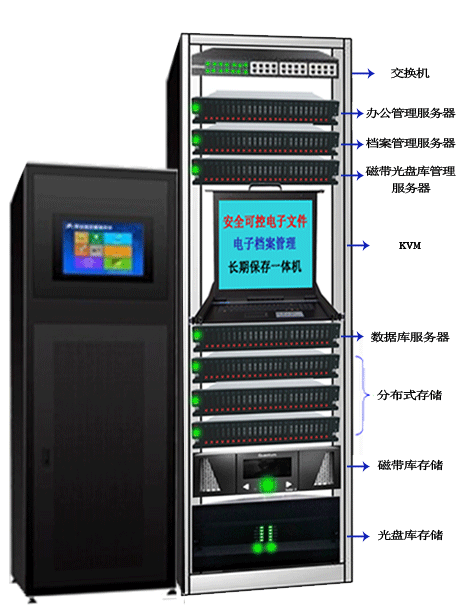 交换机
办公管理服务器
档案管理服务器
磁带光盘库管理
服务器
安全可控电子文件
电子档案管理
长期保存一体机
KVM
数据库服务器
分布式存储
磁带库存储
光盘库存储